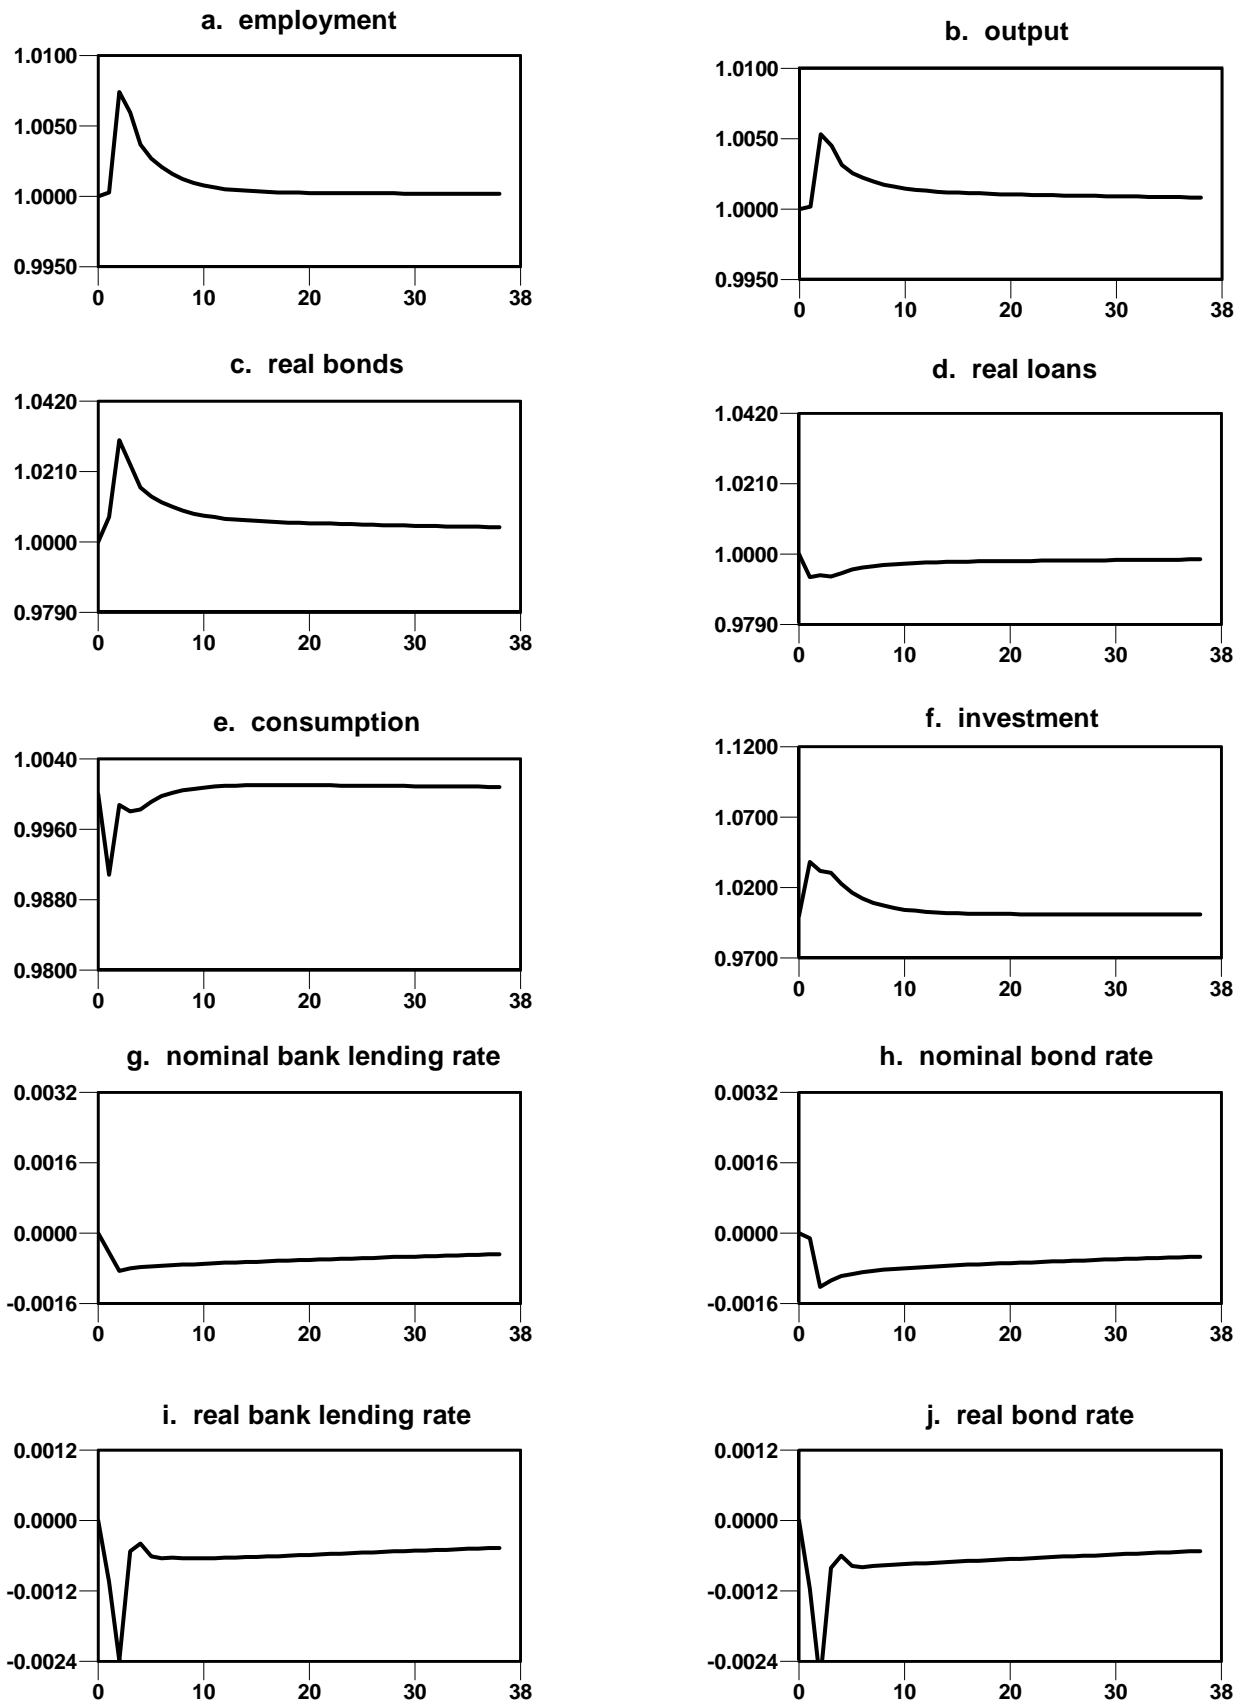 a. employment
1.0100
1.0050
1.0000
0.9950
0 10 20 30 38
b. output
1.0100
1.0050
1.0000
0.9950
0 10 20 30 38
c. real bonds
1.0420
1.0210
1.0000
0.9790
0 10 20 30 38
d. real loans
1.0420
1.0210
1.0000
0.9790
0 10 20 30 38
e. consumption
1.0040
0.9960
0.9880
0.9800
0 10 20 30 38
f. investment
1.1200
1.0700
1.0200
0.9700
0 10 20 30 38
g. nominal bank lending rate
0.0032
0.0016
0.0000
-0.0016
0 10 20 30 38
h. nominal bond rate
0.0032
0.0016
0.0000
-0.0016
0 10 20 30 38
i. real bank lending rate
0.0012
0.0000
-0.0012
-0.0024
0 10 20 30 38
j. real bond rate
0.0012
0.0000
-0.0012
-0.0024
0 10 20 30 38